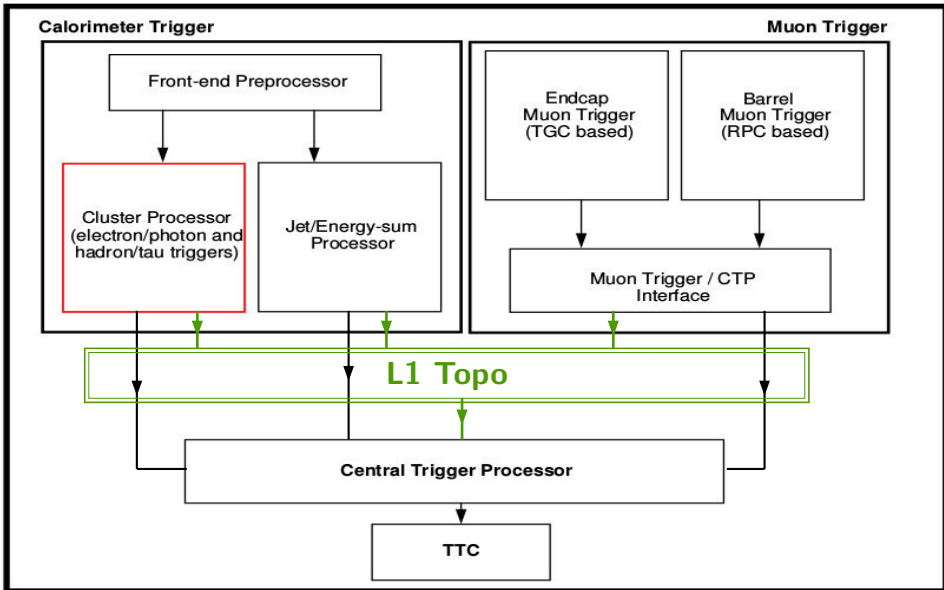 Calorimeter Trigger
Muon Trigger
Front-end Preprocessor
Endcap
Muon Trigger
(TGC based)
Barrel
Muon Trigger
(RPC based)
Cluster Processor
(electron/photon and
hadron/tau triggers)
Jet/Energy-sum
Processor
Muon Trigger / CTP
Interface
L1 Topo
Central Trigger Processor
TTC